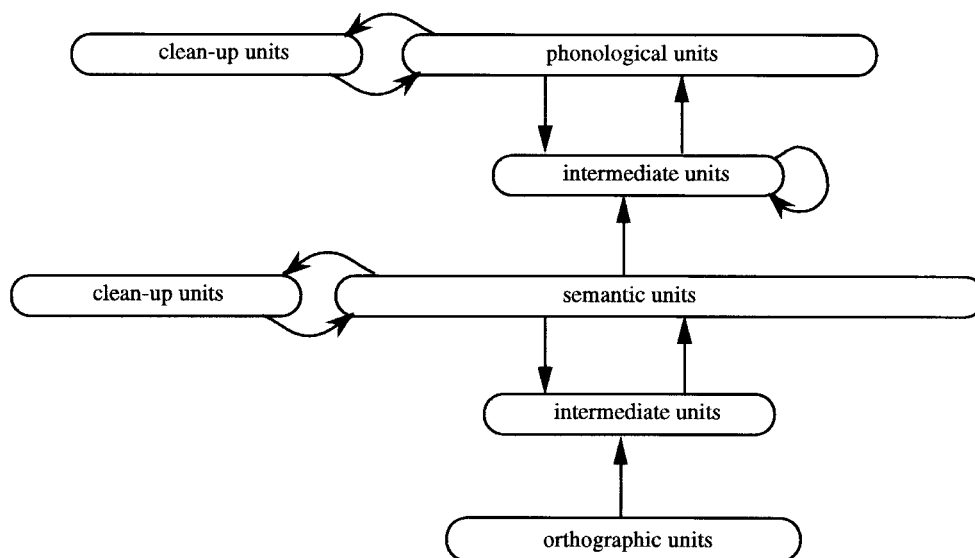 clean-up units
phonological units
intermediate units
clean-up units
semantic units
intermediate units
orthographic units